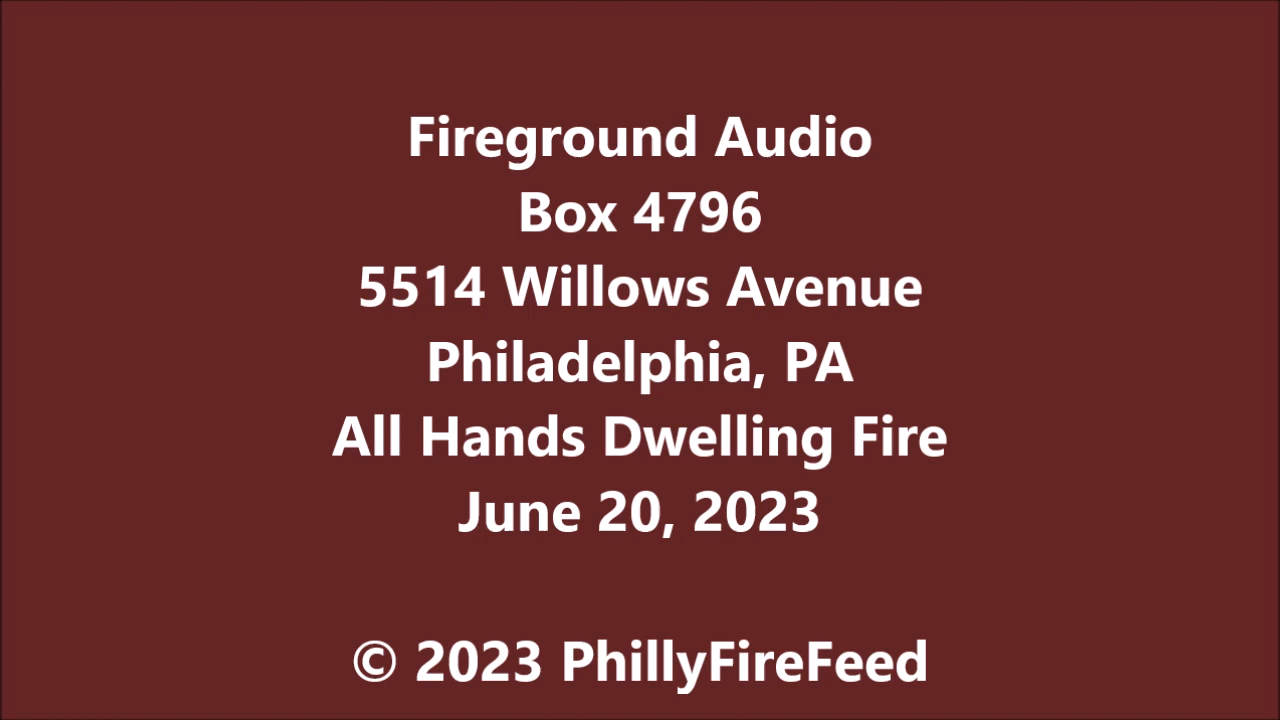 Fireground Audio
Box 4796
5514 Willows Avenue
Philadelphia, PA
All Hands Dwelling Fire
June 20, 2023
© 2023 PhillyFireFeed